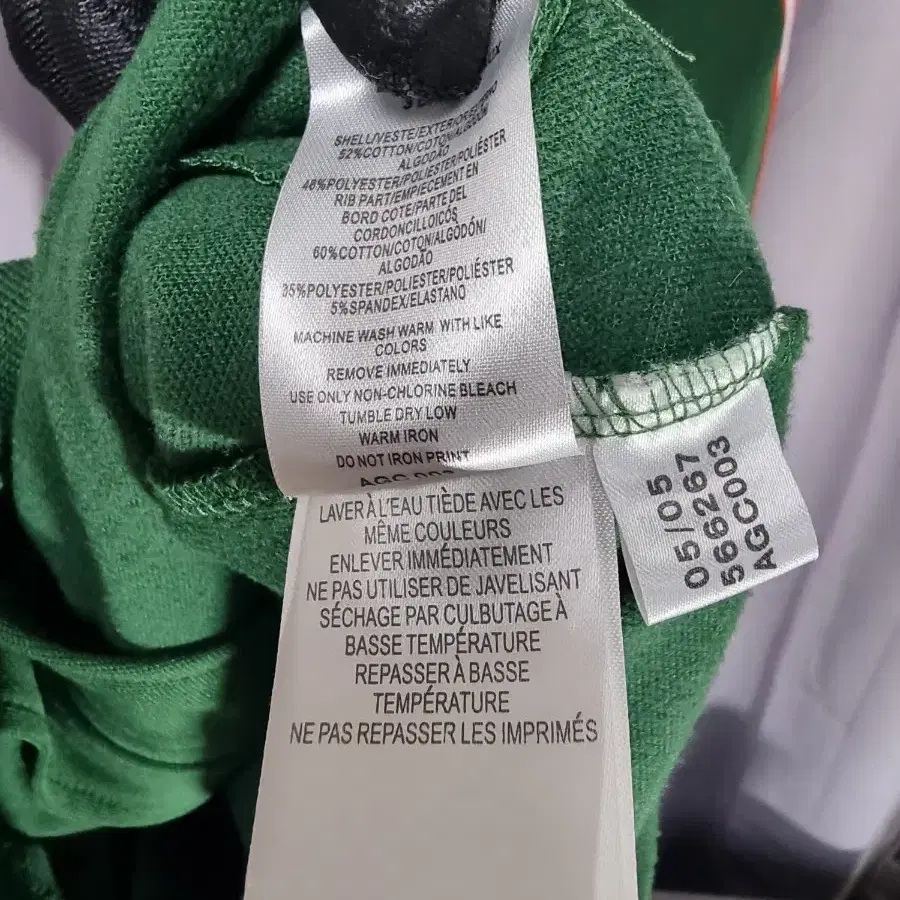 SHELL/VESTE/EXTERIOR/TECIDO
52%COTTON/COTON/ALGODÓN/
ALGODÃO
48%POLYESTER/POLIESTER/POLIÉSTER
RIB PART/EMPIECEMENT EN
BORD COTE/PARTE DEL
CORDONCILLOICÓS
60%COTTON/COTON/ALGODÓN/
ALGODÃO
35%POLYESTER/POLIESTER/POLIÉSTER
5%SPANDEX/ELASTANO
MACHINE WASH WARM WITH LIKE
COLORS
REMOVE IMMEDIATELY
USE ONLY NON-CHLORINE BLEACH
TUMBLE DRY LOW
WARM IRON
DO NOT IRON PRINT
LAVER À L'EAU TIÈDE AVEC LES
MÊME COULEURS
ENLEVER IMMÉDIATEMENT
NE PAS UTILISER DE JAVELISANT
SÉCHAGE PAR CULBUTAGE À
BASSE TEMPÉRATURE
REPASSER À BASSE
TEMPÉRATURE
NE PAS REPASSER LES IMPRIMÉS
05/05
566267
AGC003